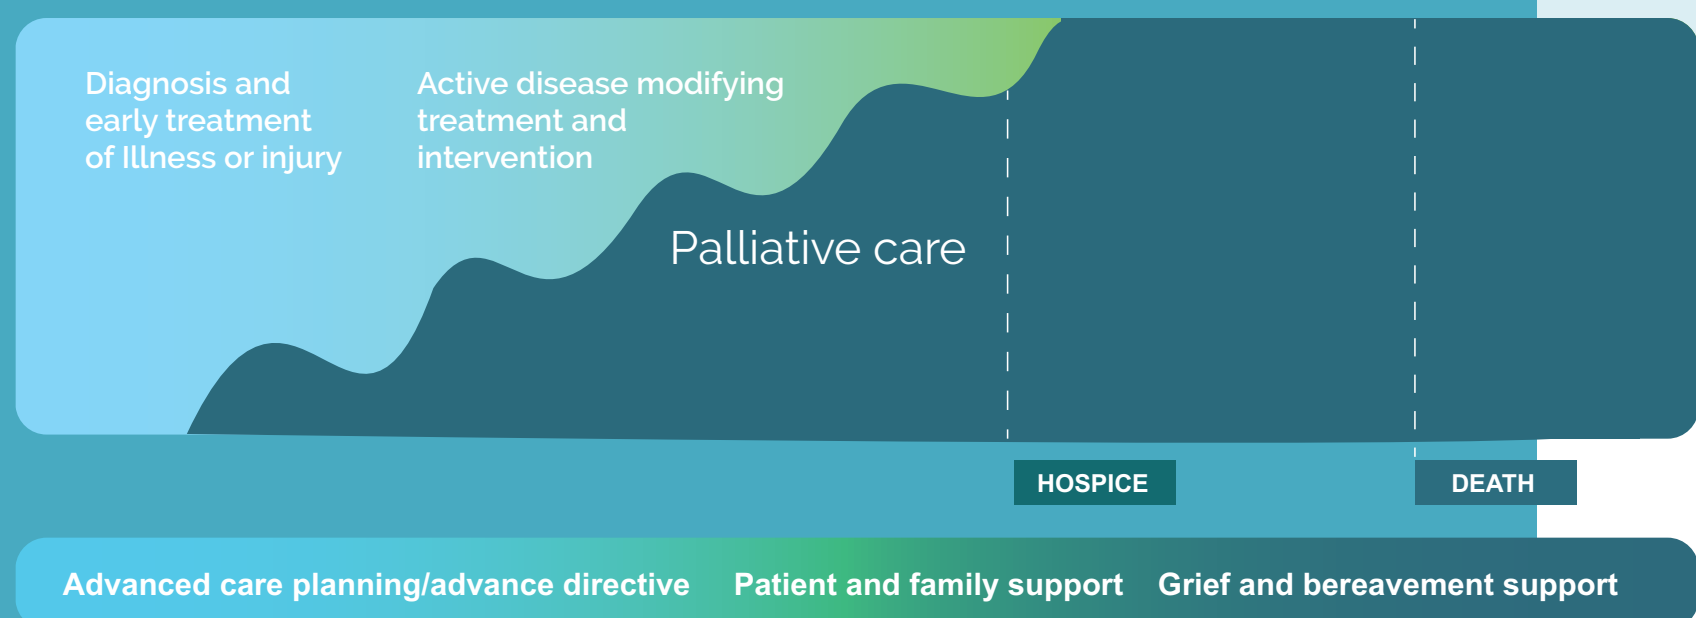 Diagnosis and
early treatment
of Illness or injury
Active disease modifying
treatment and
intervention
Palliative care
HOSPICE
DEATH
Advanced care planning/advance directive
Patient and family support
Grief and bereavement support